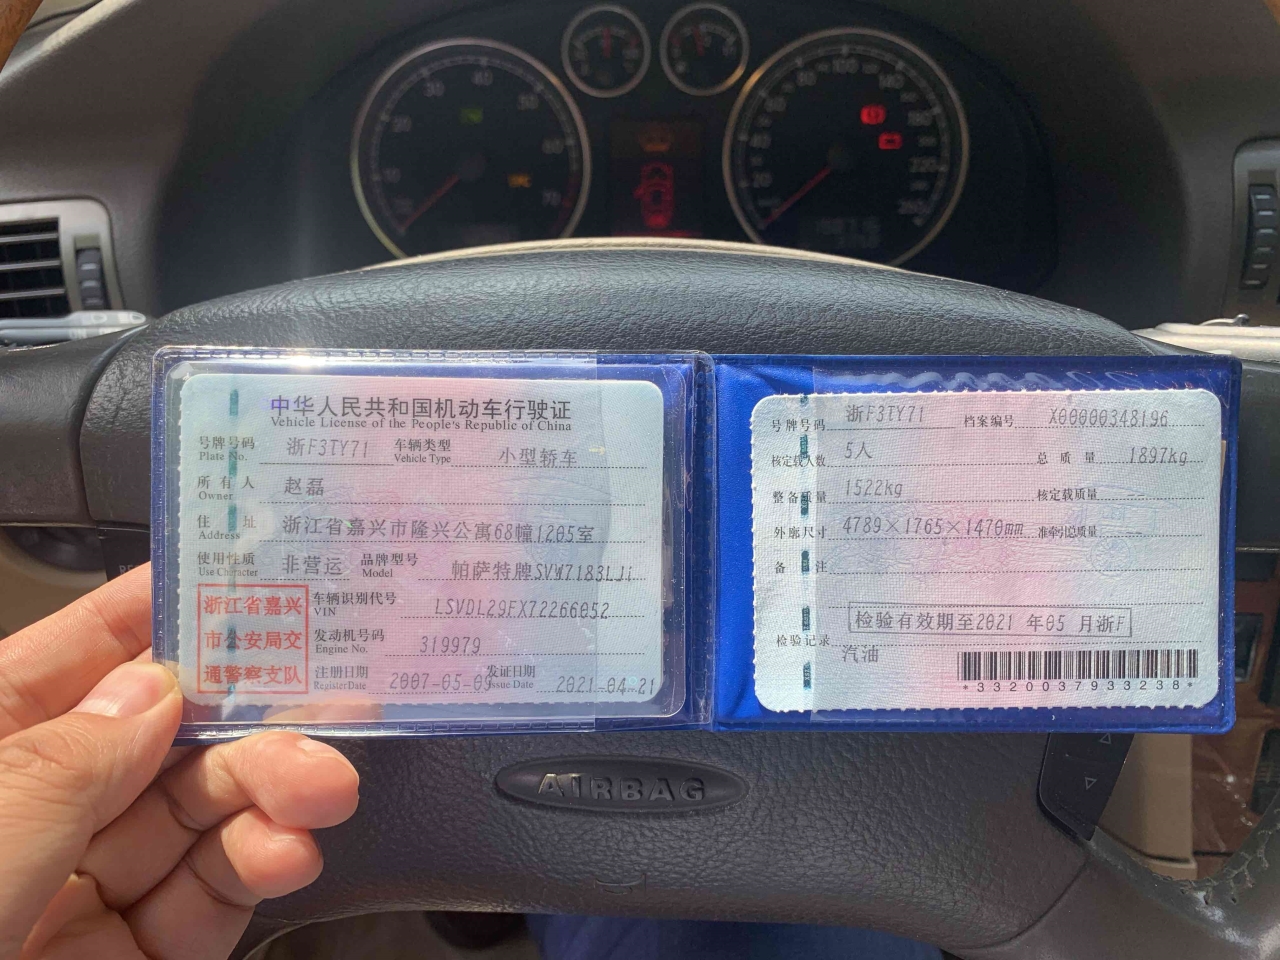 中华人民共和国机动车行驶证
Vehicle License of the People's Republic of China
号牌号码 浙F3TY71 车辆类型 小型轿车
Plate No. Vehicle Type
所有人 赵磊
Owner
住址 浙江省嘉兴市隆兴公寓68幢1205室
Address
使用性质 非营运 品牌型号 帕萨特牌SVW7183LJi
Use Character Model
浙江省嘉兴
市公安局交
通警察支队
车辆识别代号 LSVDL29FX72266052
VIN
发动机号码 319979
Engine No.
注册日期 2007-05-09 发证日期 2021-04-21
Register Date Issue Date
号牌号码 浙F3TY71 档案编号 X00000348196
核定载人数 5人 总质量 1897kg
整备质量 1522kg 核定载质量 --
外廓尺寸 4789×1765×1470mm 准牵引总质量 --
备注
检验有效期至2021 年05 月浙F
检验记录
汽油
*3320037933238*
AIRBAG